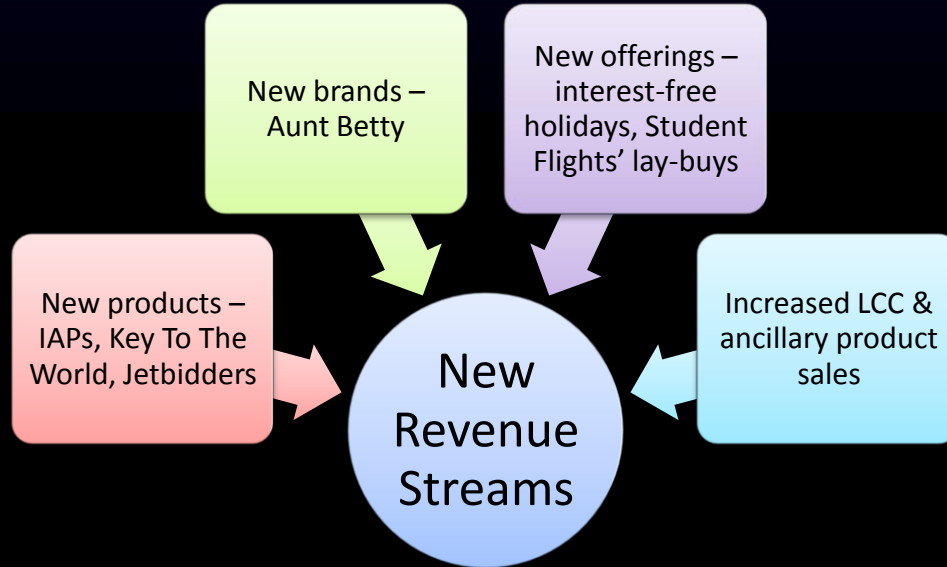 New brands –
Aunt Betty
New offerings –
interest-free
holidays, Student
Flights’ lay-buys
New products –
IAPs, Key To The
World, Jetbidders
Increased LCC &
ancillary product
sales
New
Revenue
Streams